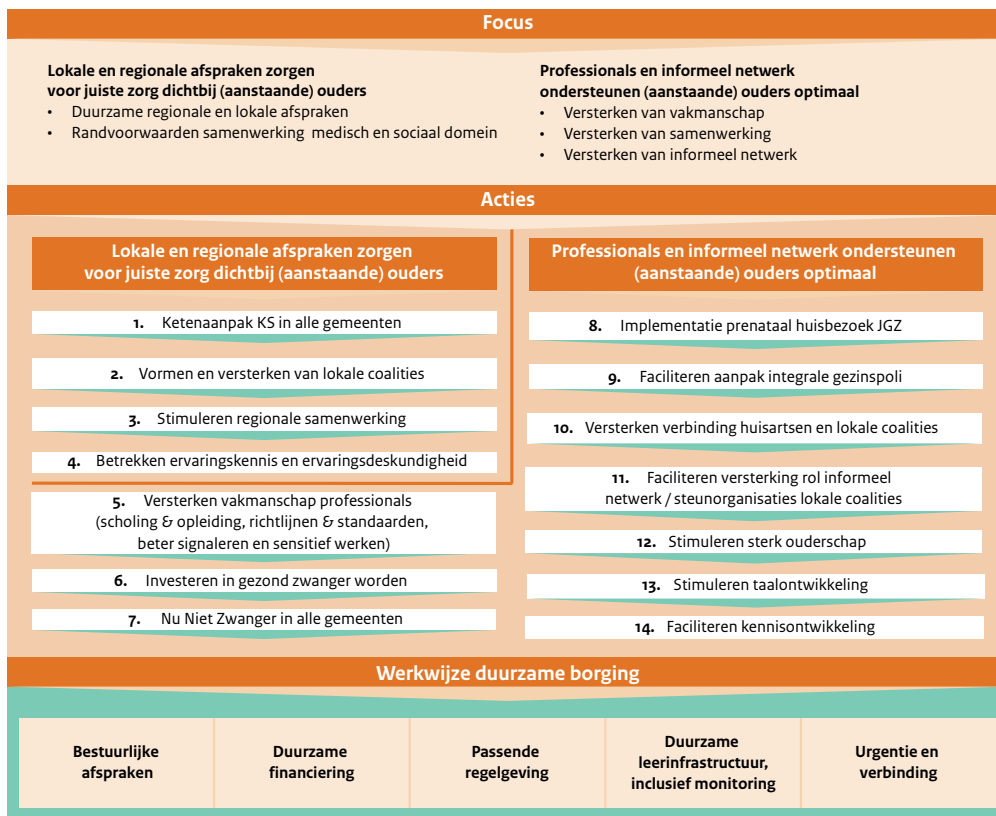 Focus
Lokale en regionale afspraken zorgen
voor juiste zorg dichtbij (aanstaande) ouders
• Duurzame regionale en lokale afspraken
• Randvoorwaarden samenwerking medisch en sociaal domein
Professionals en informeel netwerk
ondersteunen (aanstaande) ouders optimaal
• Versterken van vakmanschap
• Versterken van samenwerking
• Versterken van informeel netwerk
Acties
Lokale en regionale afspraken zorgen
voor juiste zorg dichtbij (aanstaande) ouders
1. Ketenaanpak KS in alle gemeenten
2. Vormen en versterken van lokale coalities
3. Stimuleren regionale samenwerking
4. Betrekken ervaringskennis en ervaringsdeskundigheid
5. Versterken vakmanschap professionals
(scholing & opleiding, richtlijnen & standaarden,
beter signaleren en sensitief werken)
6. Investeren in gezond zwanger worden
7. Nu Niet Zwanger in alle gemeenten
Professionals en informeel netwerk ondersteunen
(aanstaande) ouders optimaal
8. Implementatie prenataal huisbezoek JGZ
9. Faciliteren aanpak integrale gezinspoli
10. Versterken verbinding huisartsen en lokale coalities
11. Faciliteren versterking rol informeel
netwerk / steunorganisaties lokale coalities
12. Stimuleren sterk ouderschap
13. Stimuleren taalontwikkeling
14. Faciliteren kennisontwikkeling
Werkwijze duurzame borging
Bestuurlijke
afspraken
Duurzame
financiering
Passende
regelgeving
Duurzame
leerinfrastructuur,
inclusief monitoring
Urgentie en
verbinding